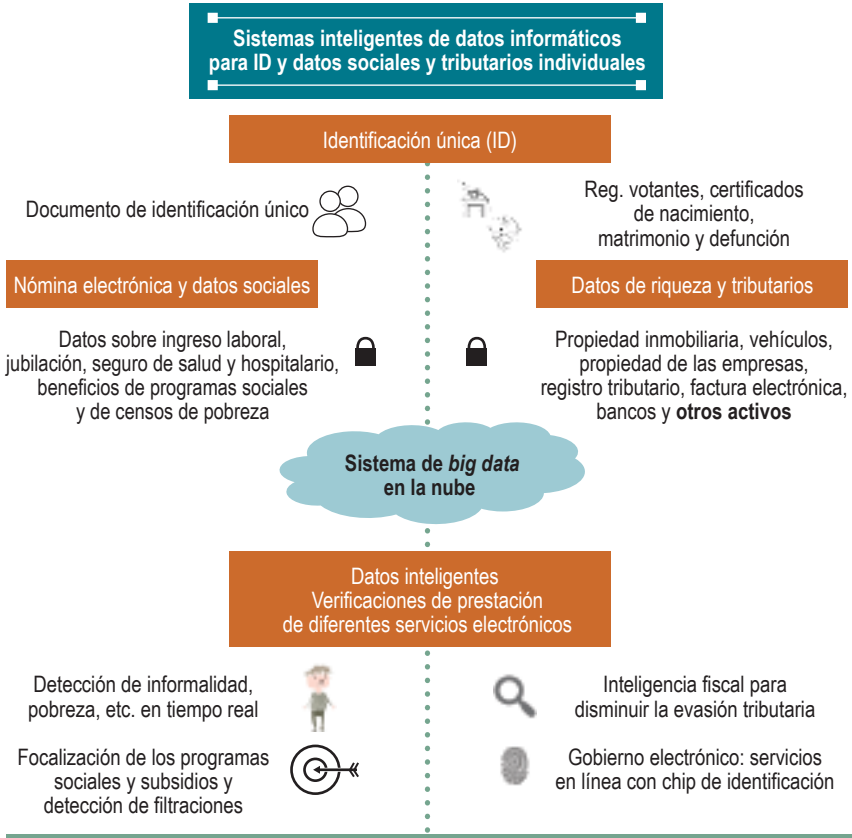 Sistemas inteligentes de datos informáticos
para ID y datos sociales y tributarios individuales
Identificación única (ID)
Documento de identificación único
Reg. votantes, certificados
de nacimiento,
matrimonio y defunción
Nómina electrónica y datos sociales
Datos de riqueza y tributarios
Datos sobre ingreso laboral,
jubilación, seguro de salud y hospitalario,
beneficios de programas sociales
y de censos de pobreza
Propiedad inmobiliaria, vehículos,
propiedad de las empresas,
registro tributario, factura electrónica,
bancos y otros activos
Sistema de big data
en la nube
Datos inteligentes
Verificaciones de prestación
de diferentes servicios electrónicos
Detección de informalidad,
pobreza, etc. en tiempo real
Inteligencia fiscal para
disminuir la evasión tributaria
Focalización de los programas
sociales y subsidios y
detección de filtraciones
Gobierno electrónico: servicios
en línea con chip de identificación